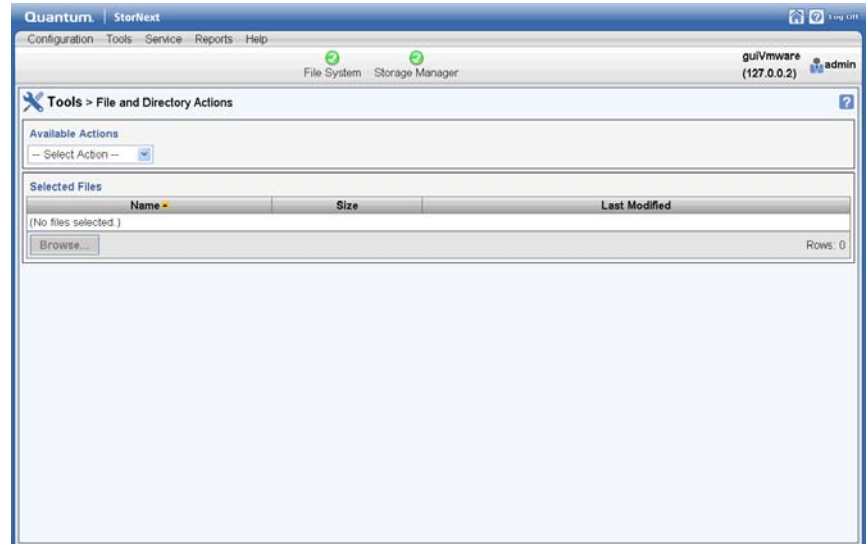 Quantum. StorNext Log Off
Configuration Tools Service Reports Help
File System Storage Manager
guiVmware
(127.0.0.2)
admin
Tools > File and Directory Actions
Available Actions
-- Select Action --
Selected Files
Name Size Last Modified
(No files selected.)
Browse... Rows: 0